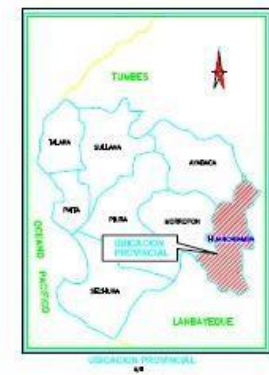 TUMBES
TALARA
SULLANA
AYABACA
PAITA
PIURA
MORROPON
HUANCABAMBA
UBICACION
PROVINCIAL
OCEANO
PACIFICO
SECHURA
LAMBAYEQUE
UBICACION PROVINCIAL